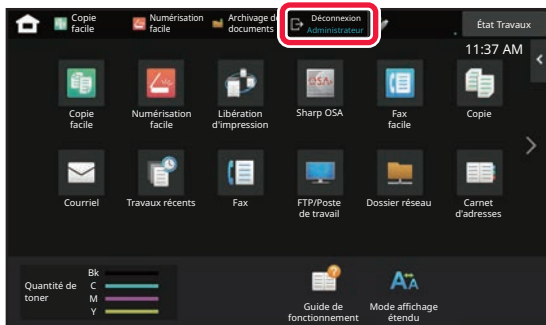 Copie
facile
Numérisation
facile
Archivage de
documents
Déconnexion
Administrateur
État Travaux
11:37 AM
Copie
facile
Numérisation
facile
Libération
d'impression
Sharp OSA
Fax
facile
Copie
Courriel
Travaux récents
Fax
FTP/Poste
de travail
Dossier réseau
Carnet
d'adresses
Quantité de
toner
Bk
C
M
Y
Guide de
fonctionnement
Mode affichage
étendu